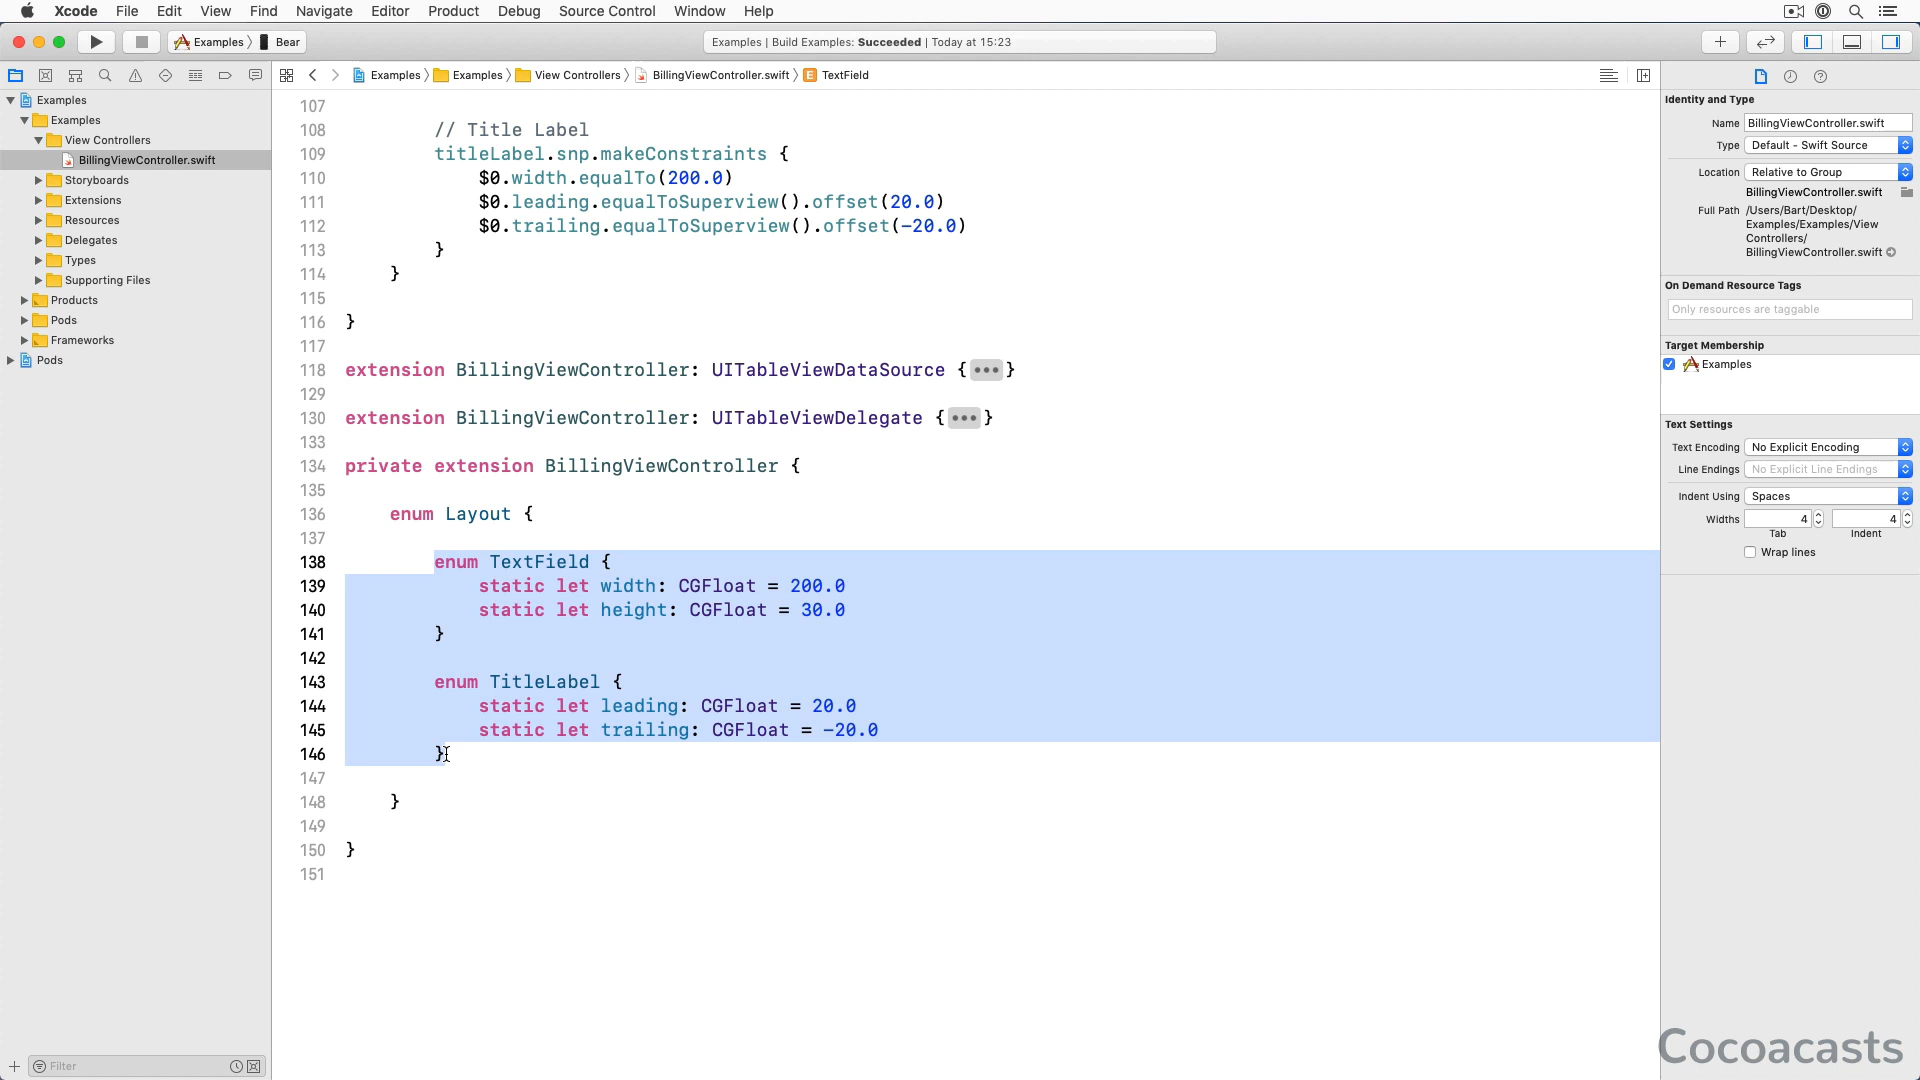 Xcode File Edit View Find Navigate Editor Product Debug Source Control Window Help
Examples Bear
Examples | Build Examples: Succeeded | Today at 15:23
Examples Examples View Controllers BillingViewController.swift E TextField
Examples
Examples
View Controllers
BillingViewController.swift
Storyboards
Extensions
Resources
Delegates
Types
Supporting Files
Products
Pods
Frameworks
Pods
Filter
107
108 // Title Label
109 titleLabel.snp.makeConstraints {
110 $0.width.equalTo(200.0)
111 $0.leading.equalToSuperview().offset(20.0)
112 $0.trailing.equalToSuperview().offset(-20.0)
113 }
114 }
115
116 }
117
118 extension BillingViewController: UITableViewDataSource {•••}
129
130 extension BillingViewController: UITableViewDelegate {•••}
133
134 private extension BillingViewController {
135
136 enum Layout {
137
138 enum TextField {
139 static let width: CGFloat = 200.0
140 static let height: CGFloat = 30.0
141 }
142
143 enum TitleLabel {
144 static let leading: CGFloat = 20.0
145 static let trailing: CGFloat = -20.0
146 }
147
148 }
149
150 }
151
Identity and Type
Name BillingViewController.swift
Type Default - Swift Source
Location Relative to Group
BillingViewController.swift
Full Path /Users/Bart/Desktop/
Examples/Examples/View
Controllers/
BillingViewController.swift
On Demand Resource Tags
Only resources are taggable
Target Membership
Examples
Text Settings
Text Encoding No Explicit Encoding
Line Endings No Explicit Line Endings
Indent Using Spaces
Widths 4 4
Tab Indent
Wrap lines
Cocoacasts